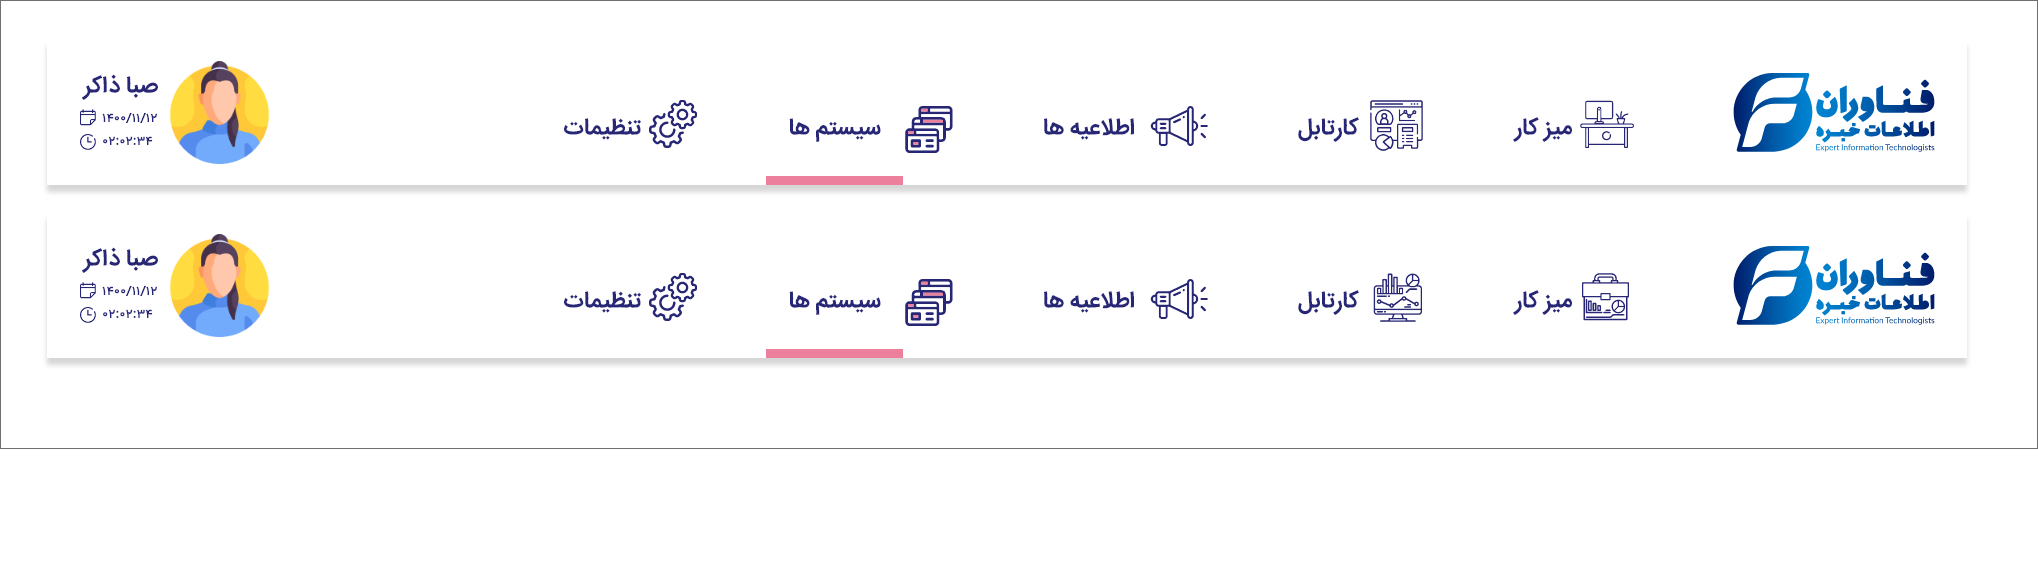 فناوران
اطلاعات خبره
Expert Information Technologists
میز کار
کارتابل
اطلاعیه ها
سیستم ها
تنظیمات
صبا ذاکر
۱۴۰۰/۱۱/۱۲
۰۲:۰۲:۳۴
فناوران
اطلاعات خبره
Expert Information Technologists
میز کار
کارتابل
اطلاعیه ها
سیستم ها
تنظیمات
صبا ذاکر
۱۴۰۰/۱۱/۱۲
۰۲:۰۲:۳۴